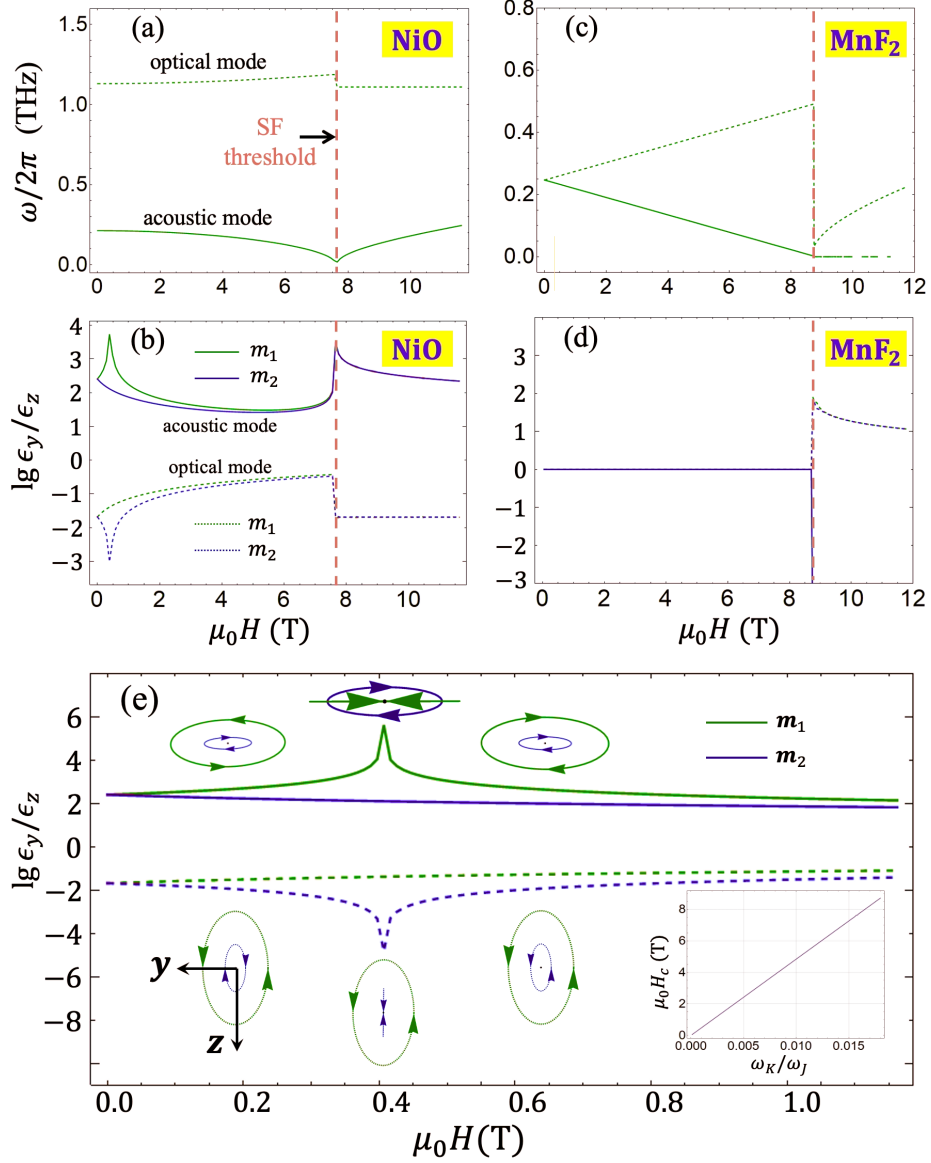 (a)
NiO
optical mode
SF
threshold
acoustic mode
ω/2π (THz)
1.5
1.0
0.5
0.0
0 2 4 6 8 10
(c)
MnF₂
0.8
0.6
0.4
0.2
0.0
0 2 4 6 8 10 12
(b)
NiO
m₁
m₂
acoustic mode
optical mode
m₁
m₂
lg ϵy/ϵz
4
3
2
1
0
−1
−2
−3
0 2 4 6 8 10
μ₀H (T)
(d)
MnF₂
3
2
1
0
−1
−2
−3
0 2 4 6 8 10 12
μ₀H (T)
(e)
m₁
m₂
lg ϵy/ϵz
6
4
2
0
−2
−4
−6
−8
y
z
μ₀Hc (T)
8
6
4
2
0
0.000 0.005 0.010 0.015
ωK/ωJ
0.0 0.2 0.4 0.6 0.8 1.0
μ₀H(T)